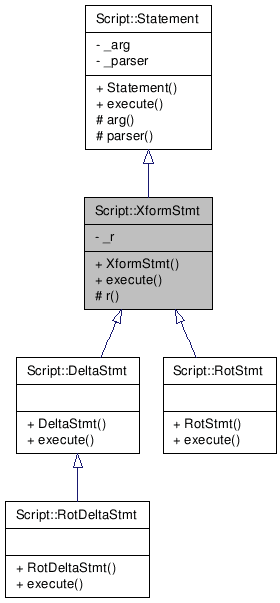 Script::Statement
- _arg
- _parser
+ Statement()
+ execute()
# arg()
# parser()
Script::XformStmt
- _r
+ XformStmt()
+ execute()
# r()
Script::DeltaStmt
+ DeltaStmt()
+ execute()
Script::RotStmt
+ RotStmt()
+ execute()
Script::RotDeltaStmt
+ RotDeltaStmt()
+ execute()